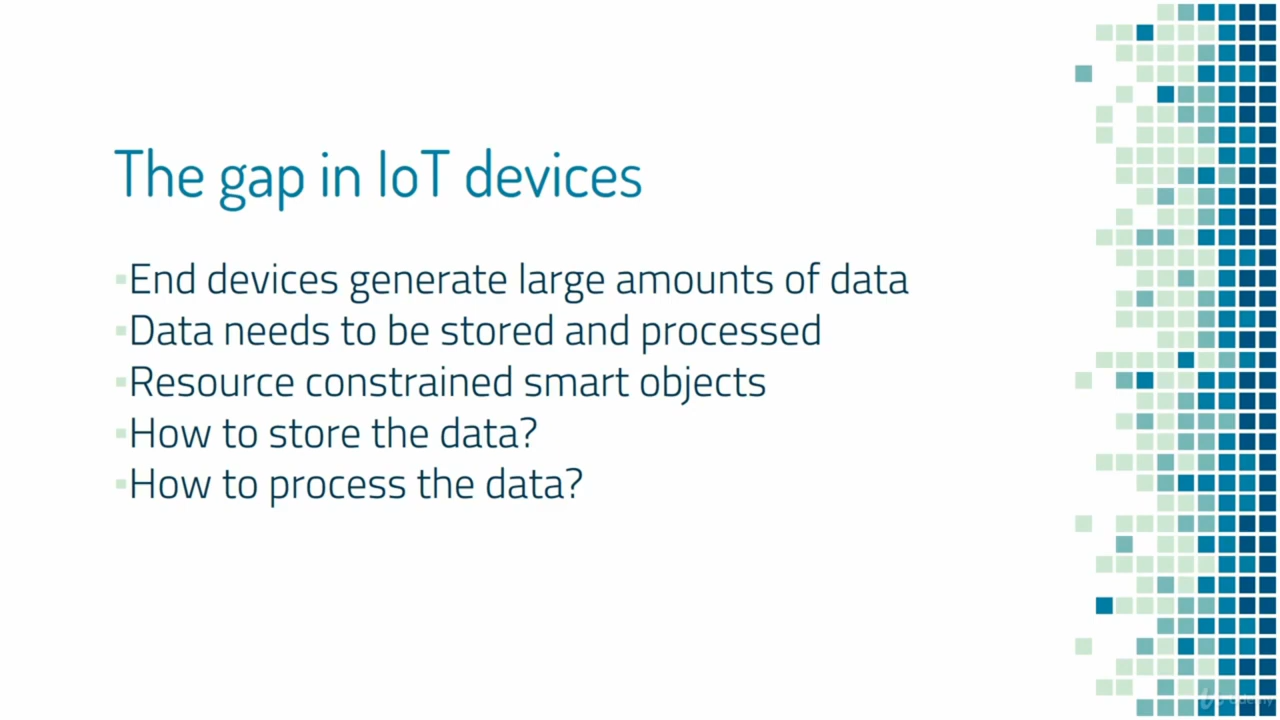 The gap in IoT devices
▪End devices generate large amounts of data
▪Data needs to be stored and processed
▪Resource constrained smart objects
▪How to store the data?
▪How to process the data?
udemy